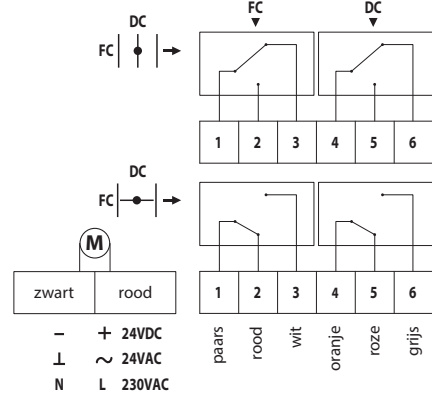 FC DC
DC
FC
1 2 3 4 5 6
DC
FC
M
zwart rood
1 2 3 4 5 6
paars rood wit oranje roze grijs
– + 24VDC
⊥ ~ 24VAC
N L 230VAC